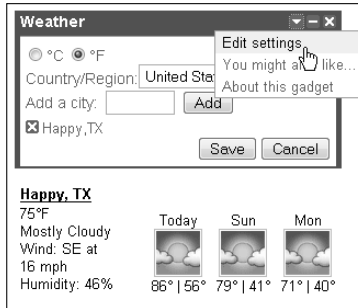 Weather
Edit settings
You might al like...
About this gadget
°C °F
Country/Region: United Sta
Add a city: Add
Happy,TX
Save Cancel
Happy, TX
75°F
Mostly Cloudy
Wind: SE at
16 mph
Humidity: 46%
Today Sun Mon
86° | 56° 79° | 41° 71° | 40°